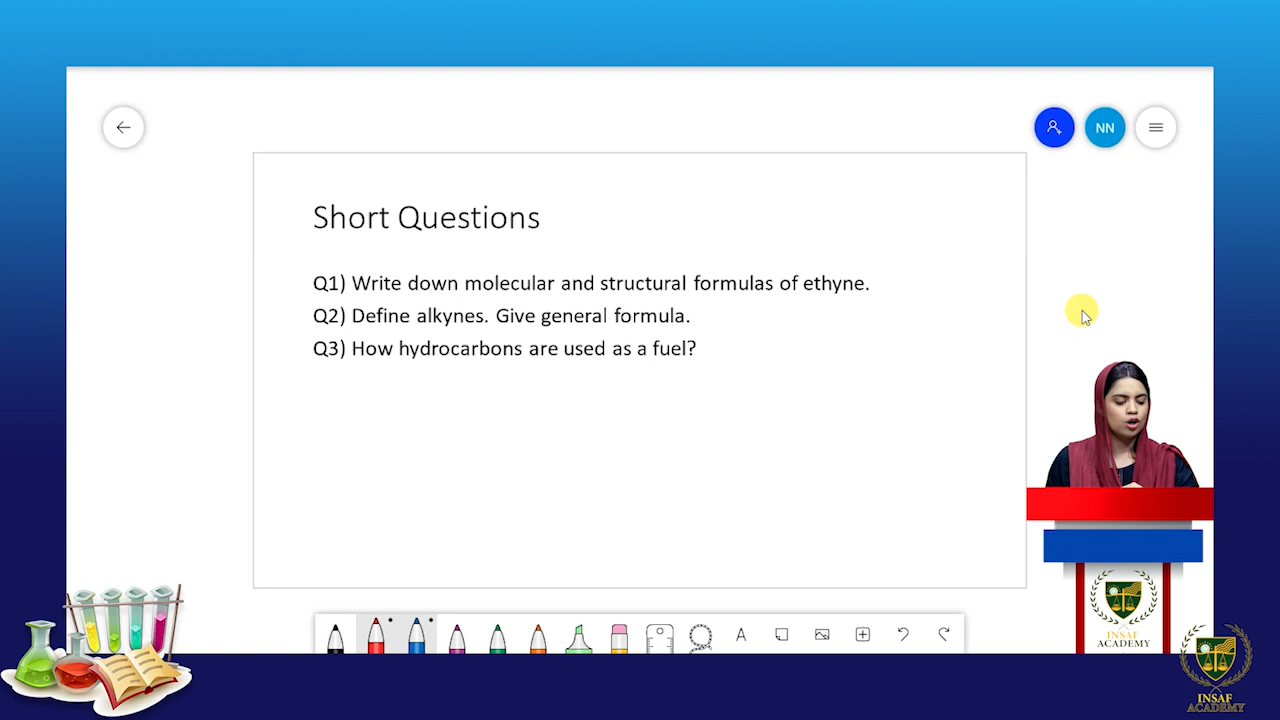 NN
Short Questions
Q1) Write down molecular and structural formulas of ethyne.
Q2) Define alkynes. Give general formula.
Q3) How hydrocarbons are used as a fuel?
A
INSAF
ACADEMY
INSAF
ACADEMY